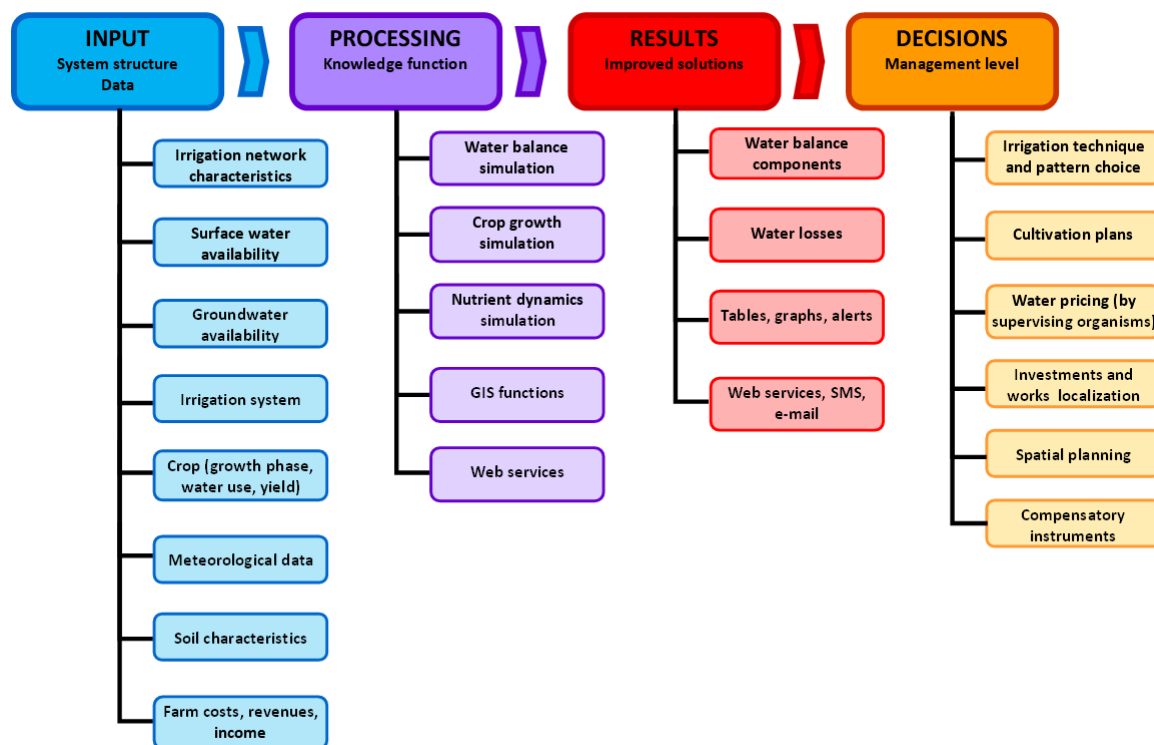 INPUT
System structure
Data
PROCESSING
Knowledge function
RESULTS
Improved solutions
DECISIONS
Management level
Irrigation network
characteristics
Surface water
availability
Groundwater
availability
Irrigation system
Crop (growth phase,
water use, yield)
Meteorological data
Soil characteristics
Farm costs, revenues,
income
Water balance
simulation
Crop growth
simulation
Nutrient dynamics
simulation
GIS functions
Web services
Water balance
components
Water losses
Tables, graphs, alerts
Web services, SMS,
e-mail
Irrigation technique
and pattern choice
Cultivation plans
Water pricing (by
supervising organisms)
Investments and
works localization
Spatial planning
Compensatory
instruments